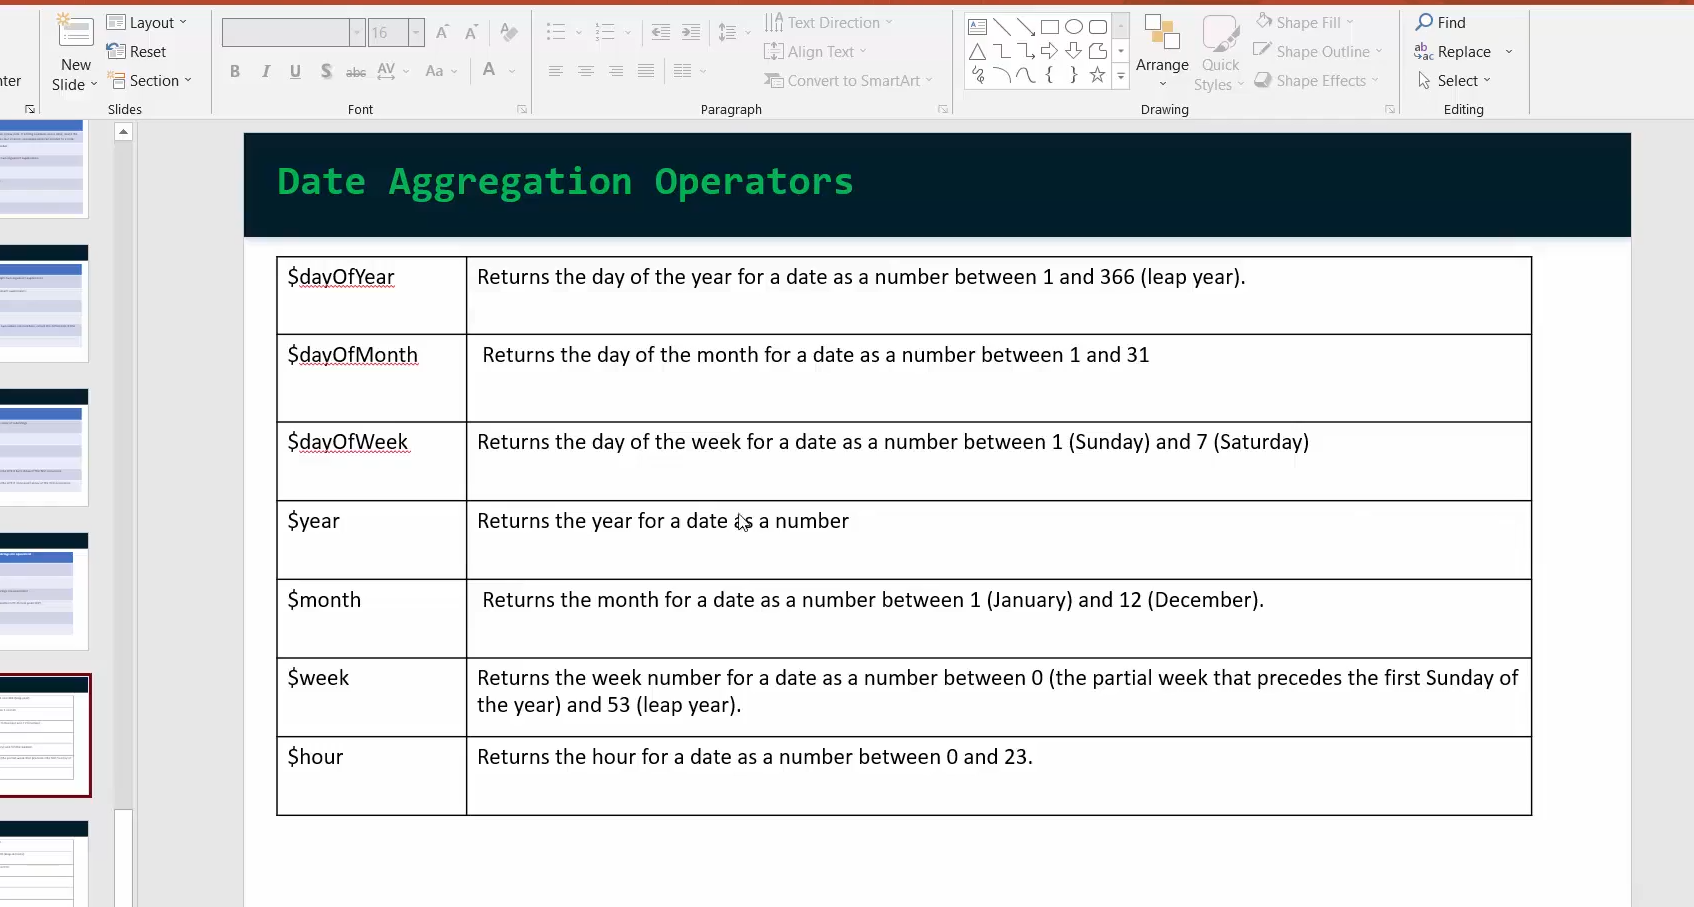 Layout
Reset
Section
New
Slide
nter
Slides
16
B I U S abc AV Aa A
Font
Text Direction
Align Text
Convert to SmartArt
Paragraph
Arrange
Quick
Styles
Shape Fill
Shape Outline
Shape Effects
Drawing
Find
Replace
Select
Editing
Date Aggregation Operators
$dayOfYear Returns the day of the year for a date as a number between 1 and 366 (leap year).
$dayOfMonth Returns the day of the month for a date as a number between 1 and 31
$dayOfWeek Returns the day of the week for a date as a number between 1 (Sunday) and 7 (Saturday)
$year Returns the year for a date as a number
$month Returns the month for a date as a number between 1 (January) and 12 (December).
$week Returns the week number for a date as a number between 0 (the partial week that precedes the first Sunday of
the year) and 53 (leap year).
$hour Returns the hour for a date as a number between 0 and 23.